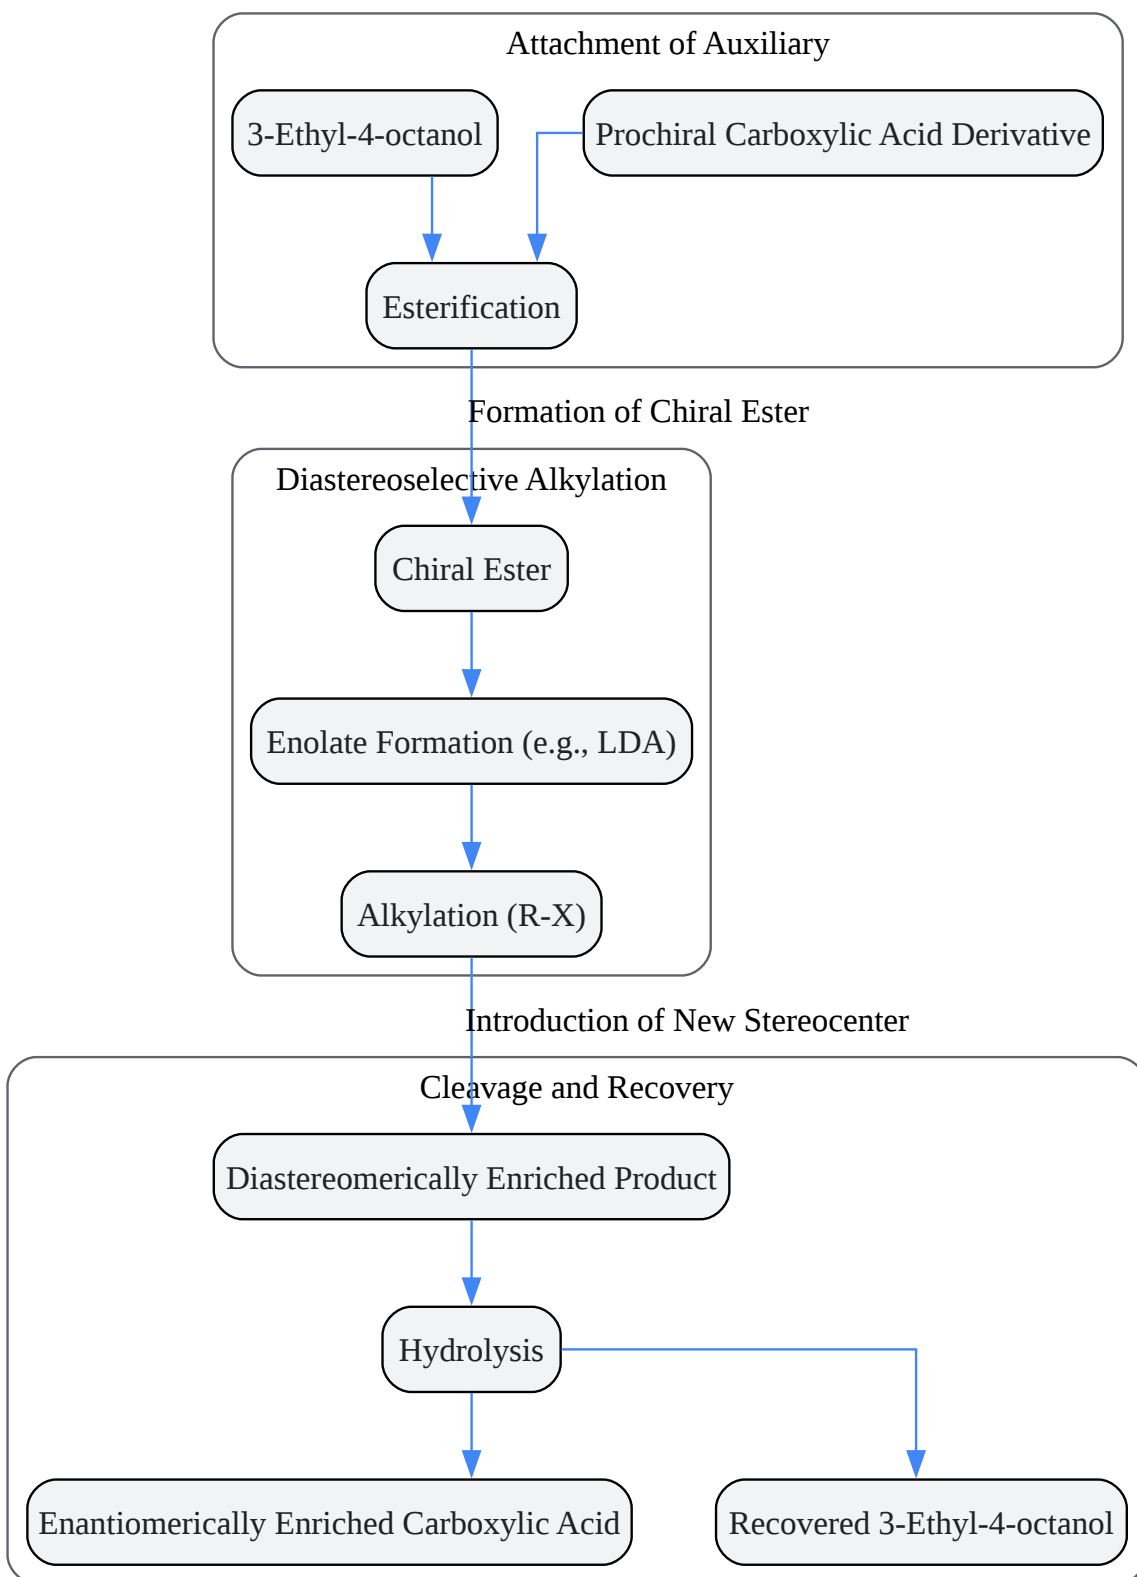 Attachment of Auxiliary
3-Ethyl-4-octanol
Prochiral Carboxylic Acid Derivative
Esterification
Formation of Chiral Ester
Diastereoselective Alkylation
Chiral Ester
Enolate Formation (e.g., LDA)
Alkylation (R-X)
Introduction of New Stereocenter
Cleavage and Recovery
Diastereomerically Enriched Product
Hydrolysis
Enantiomerically Enriched Carboxylic Acid
Recovered 3-Ethyl-4-octanol